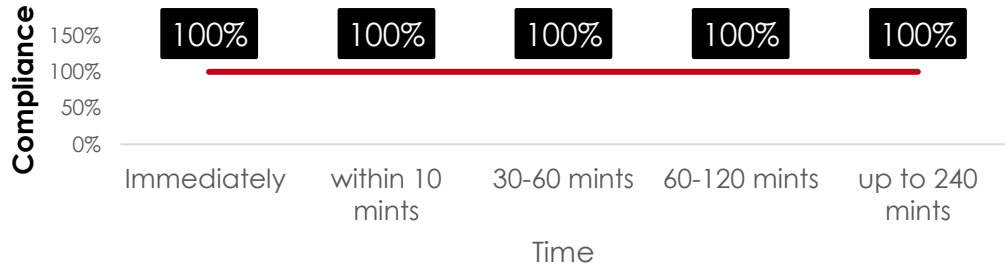 Compliance
150%
100%
50%
0%
100%
100%
100%
100%
100%
Immediately
within 10
mints
30-60 mints
60-120 mints
up to 240
mints
Time